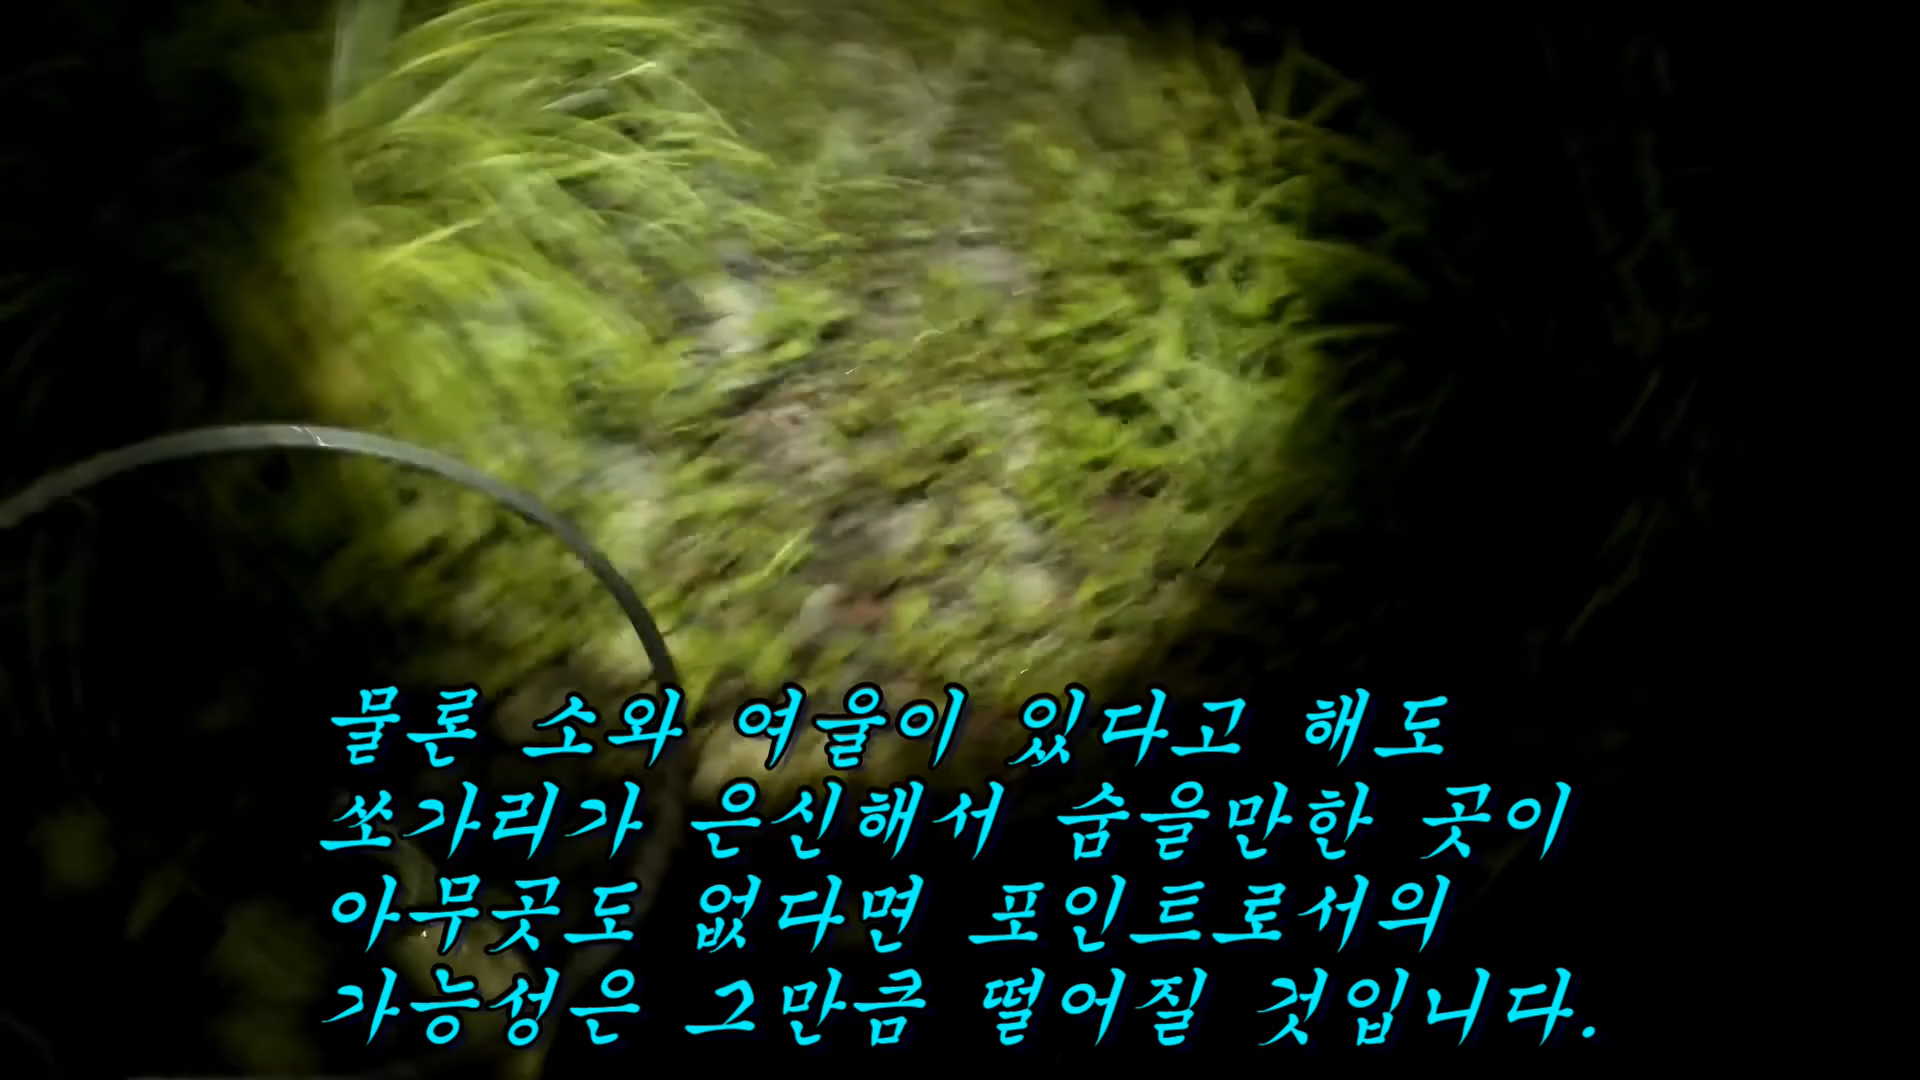 물론 소와 여울이 있다고 해도
쏘가리가 은신해서 숨을만한 곳이
아무곳도 없다면 포인트로서의
가능성은 그만큼 떨어질 것입니다.